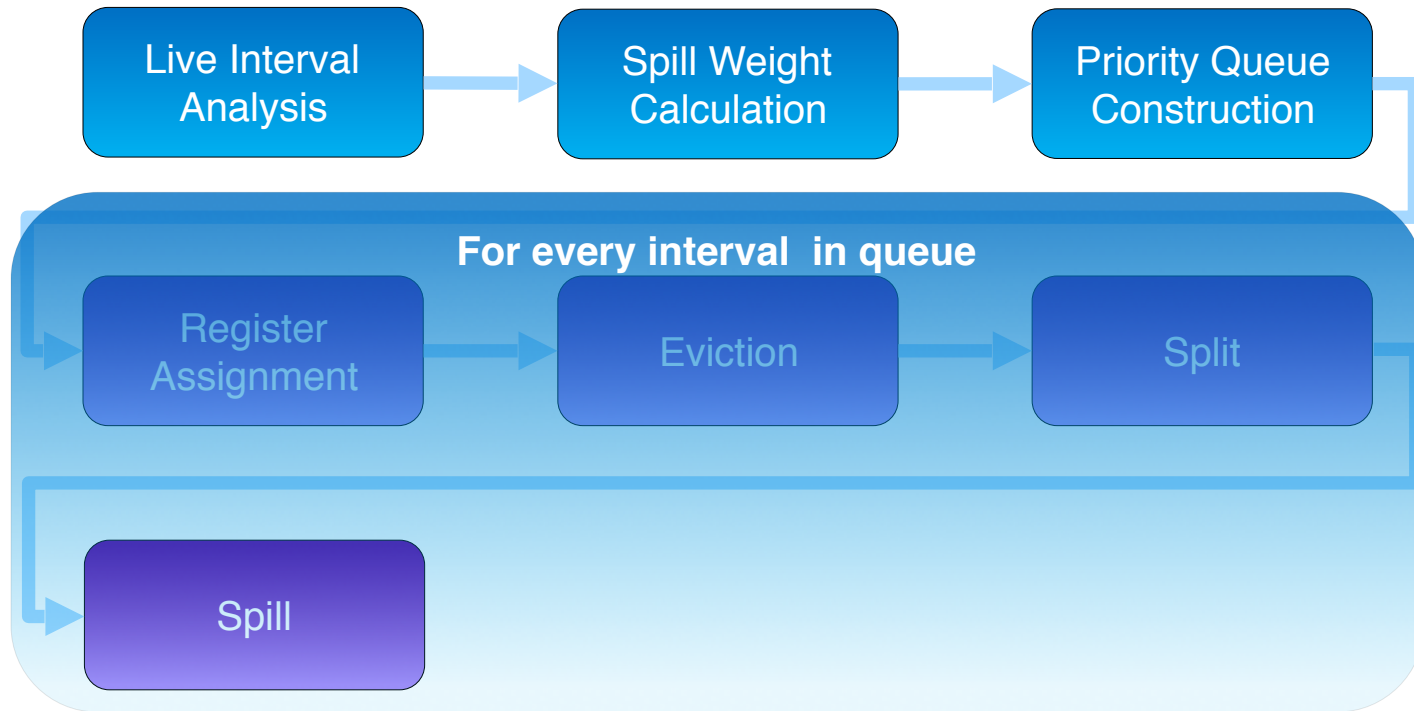 Live Interval
Analysis
Spill Weight
Calculation
Priority Queue
Construction
For every interval  in queue
Register
Assignment
Eviction
Split
Spill